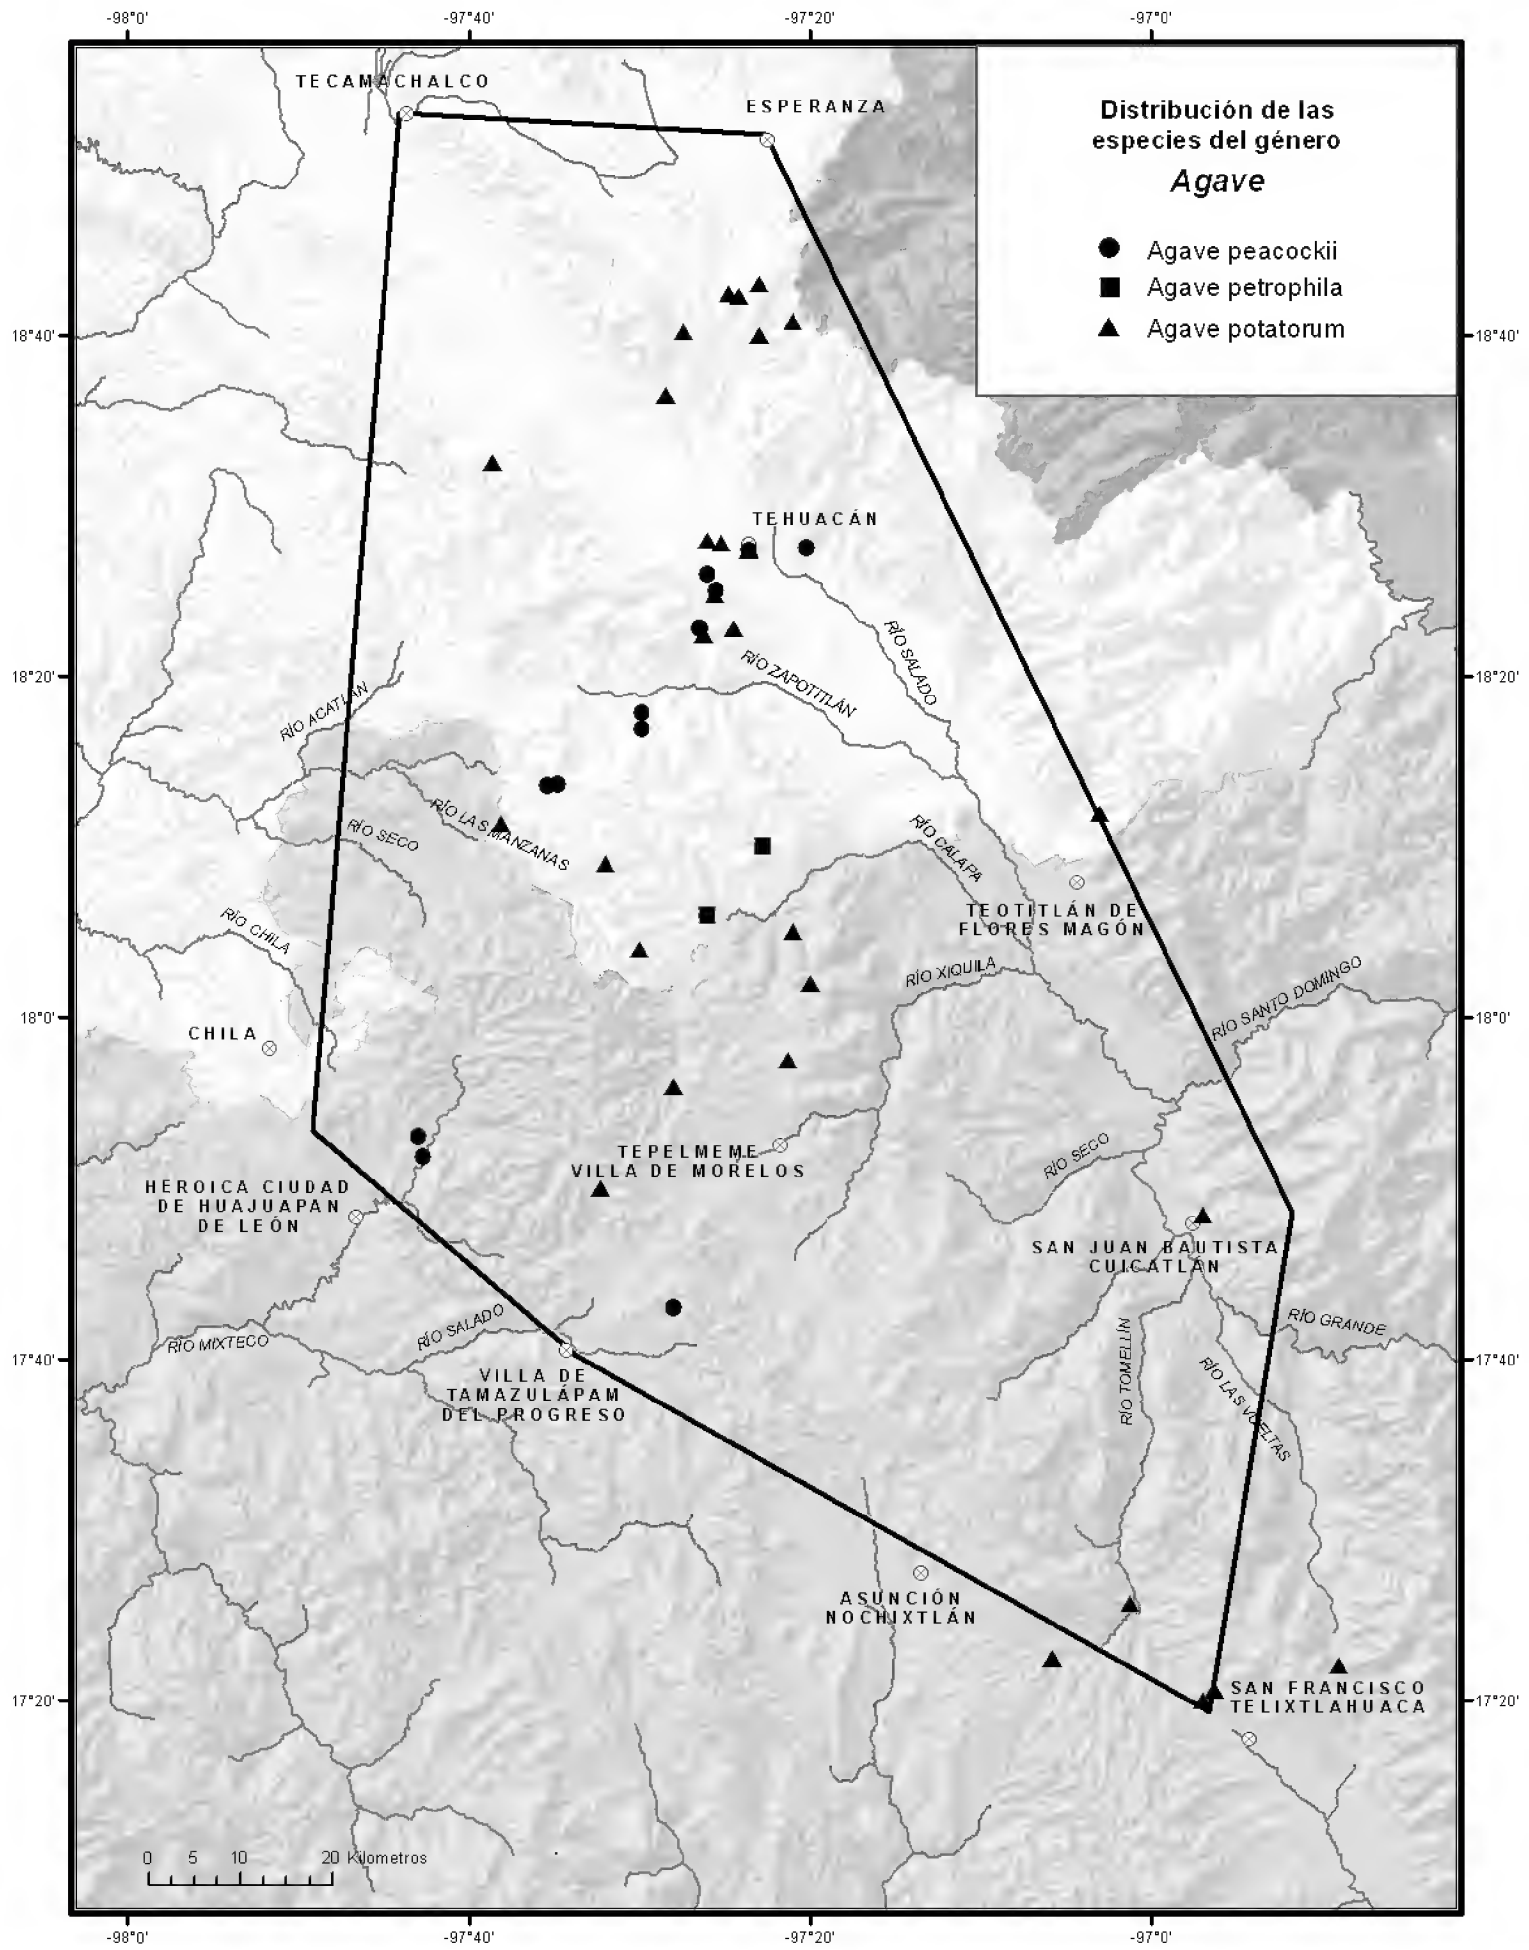 -98°0'
-97°40'
-97°20'
-97°0'
TECAMACHALCO
ESPERANZA
Distribución de las
especies del género
Agave
Agave peacockii
Agave petrophila
Agave potatorum
18°40'
18°40'
TEHUACÁN
RÍO SALADO
RÍO ZAPOTITLÁN
18°20'
18°20'
RÍO ACATLÁN
RÍO LAS MANZANAS
RÍO SECO
RÍO CALAPA
TEOTITLÁN DE
FLORES MAGÓN
RÍO CHILA
RÍO XIQUILA
RÍO SANTO DOMINGO
18°0'
18°0'
CHILA
TEPELMEME
VILLA DE MORELOS
RÍO SECO
HEROICA CIUDAD
DE HUAJUAPAN
DE LEÓN
SAN JUAN BAUTISTA
CUICATLÁN
RÍO MIXTECO
RÍO SALADO
RÍO GRANDE
17°40'
17°40'
RÍO TOMELLÍN
RÍO LAS VUELTAS
VILLA DE
TAMAZULÁPAM
DEL PROGRESO
ASUNCIÓN
NOCHIXTLÁN
SAN FRANCISCO
TELIXTLAHUACA
17°20'
17°20'
0 5 10 20 Kilometros
-98°0'
-97°40'
-97°20'
-97°0'